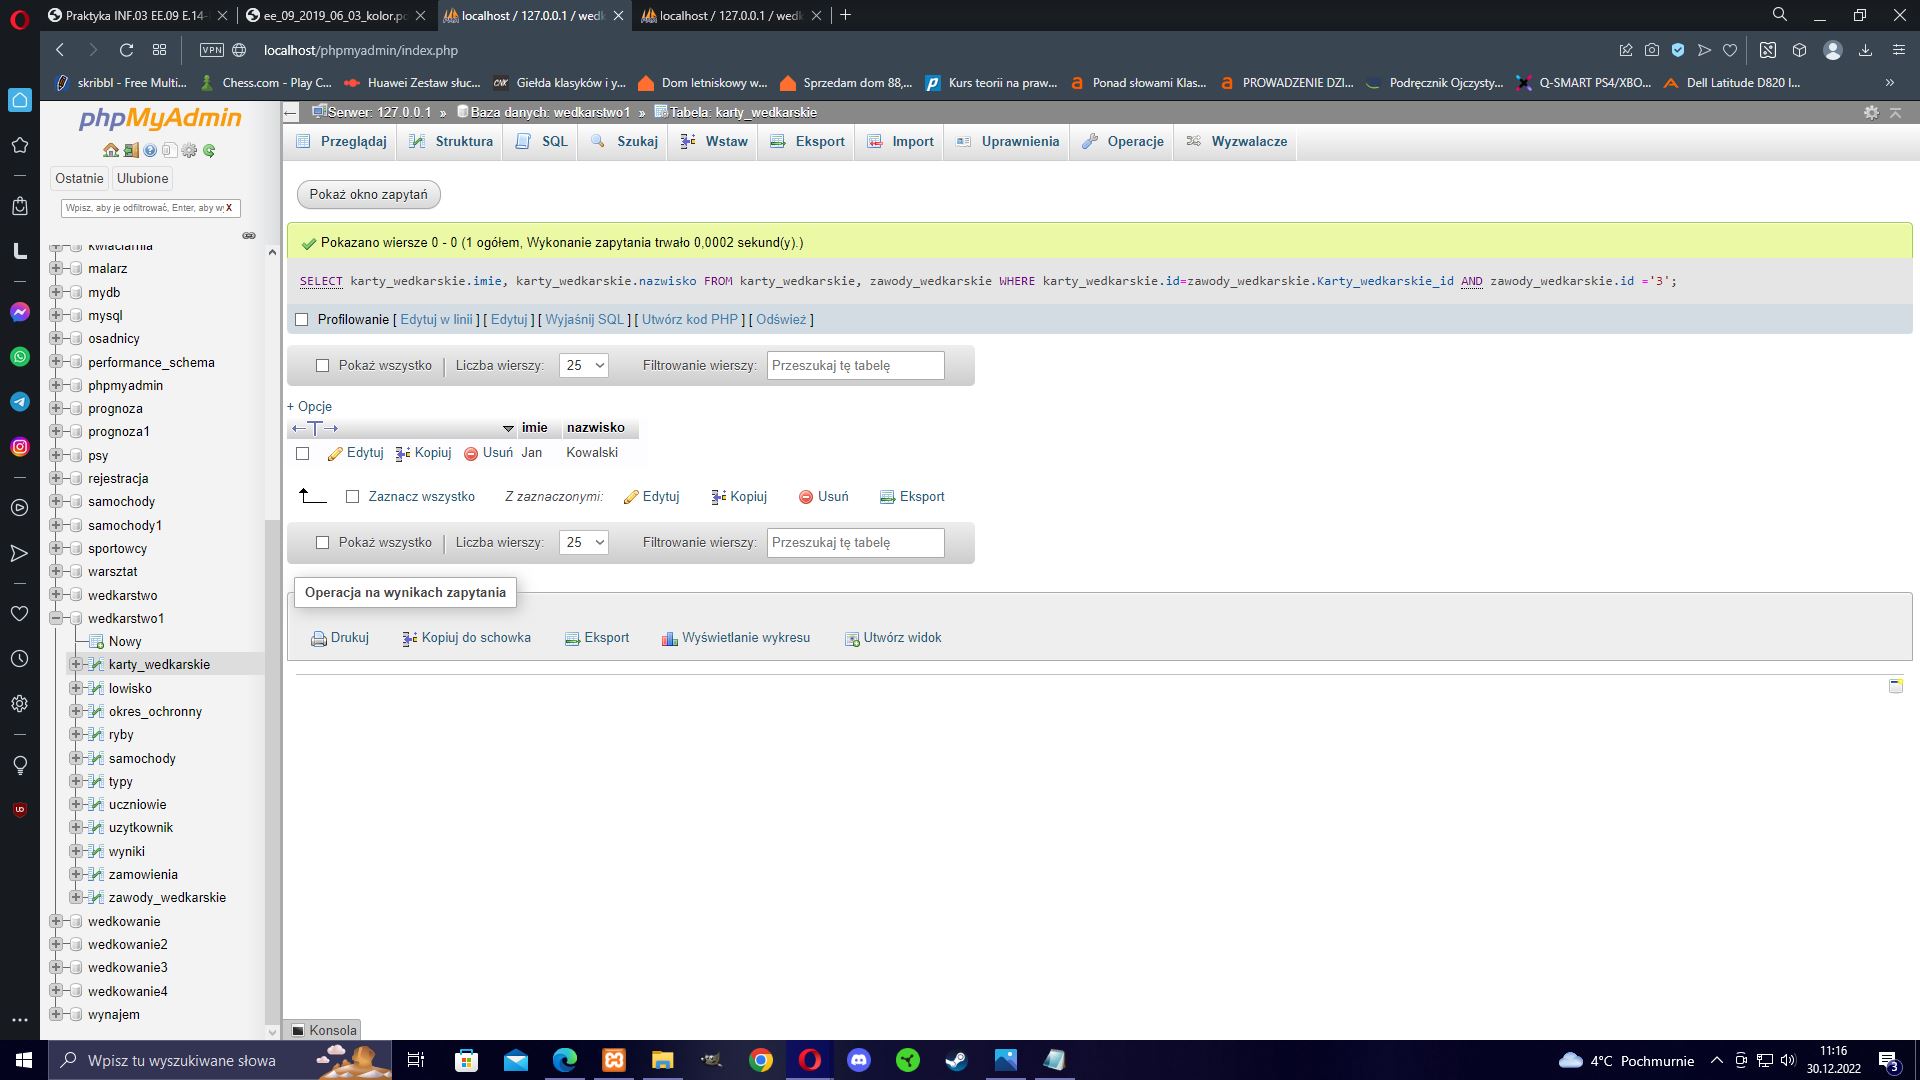 Praktyka INF.03 EE.09 E.14-
ee_09_2019_06_03_kolor.pd
localhost / 127.0.0.1 / wedk
localhost / 127.0.0.1 / wedk
VPN
localhost/phpmyadmin/index.php
skribbl - Free Multi...
Chess.com - Play C...
Huawei Zestaw słuc...
Giełda klasyków i y...
Dom letniskowy w...
Sprzedam dom 88,...
Kurs teorii na praw...
Ponad słowami Klas...
PROWADZENIE DZI...
Podręcznik Ojczysty...
Q-SMART PS4/XBO...
Dell Latitude D820 I...
phpMyAdmin
Ostatnie
Ulubione
Wpisz, aby je odfiltrować, Enter, aby wy X
kwiaciarnia
malarz
mydb
mysql
osadnicy
performance_schema
phpmyadmin
prognoza
prognoza1
psy
rejestracja
samochody
samochody1
sportowcy
warsztat
wedkarstwo
wedkarstwo1
Nowy
karty_wedkarskie
lowisko
okres_ochronny
ryby
samochody
typy
uczniowie
uzytkownik
wyniki
zamowienia
zawody_wedkarskie
wedkowanie
wedkowanie2
wedkowanie3
wedkowanie4
wynajem
Serwer: 127.0.0.1 » Baza danych: wedkarstwo1 » Tabela: karty_wedkarskie
Przeglądaj Struktura SQL Szukaj Wstaw Eksport Import Uprawnienia Operacje Wyzwalacze
Pokaż okno zapytań
Pokazano wiersze 0 - 0 (1 ogółem, Wykonanie zapytania trwało 0,0002 sekund(y).)
SELECT karty_wedkarskie.imie, karty_wedkarskie.nazwisko FROM karty_wedkarskie, zawody_wedkarskie WHERE karty_wedkarskie.id=zawody_wedkarskie.Karty_wedkarskie_id AND zawody_wedkarskie.id ='3';
Profilowanie [ Edytuj w linii ] [ Edytuj ] [ Wyjaśnij SQL ] [ Utwórz kod PHP ] [ Odśwież ]
Pokaż wszystko Liczba wierszy: 25 Filtrowanie wierszy: Przeszukaj tę tabelę
+ Opcje
imie nazwisko
Edytuj Kopiuj Usuń Jan Kowalski
Zaznacz wszystko Z zaznaczonymi: Edytuj Kopiuj Usuń Eksport
Pokaż wszystko Liczba wierszy: 25 Filtrowanie wierszy: Przeszukaj tę tabelę
Operacja na wynikach zapytania
Drukuj Kopiuj do schowka Eksport Wyświetlanie wykresu Utwórz widok
Konsola
Wpisz tu wyszukiwane słowa
4°C Pochmurnie
11:16
30.12.2022
3